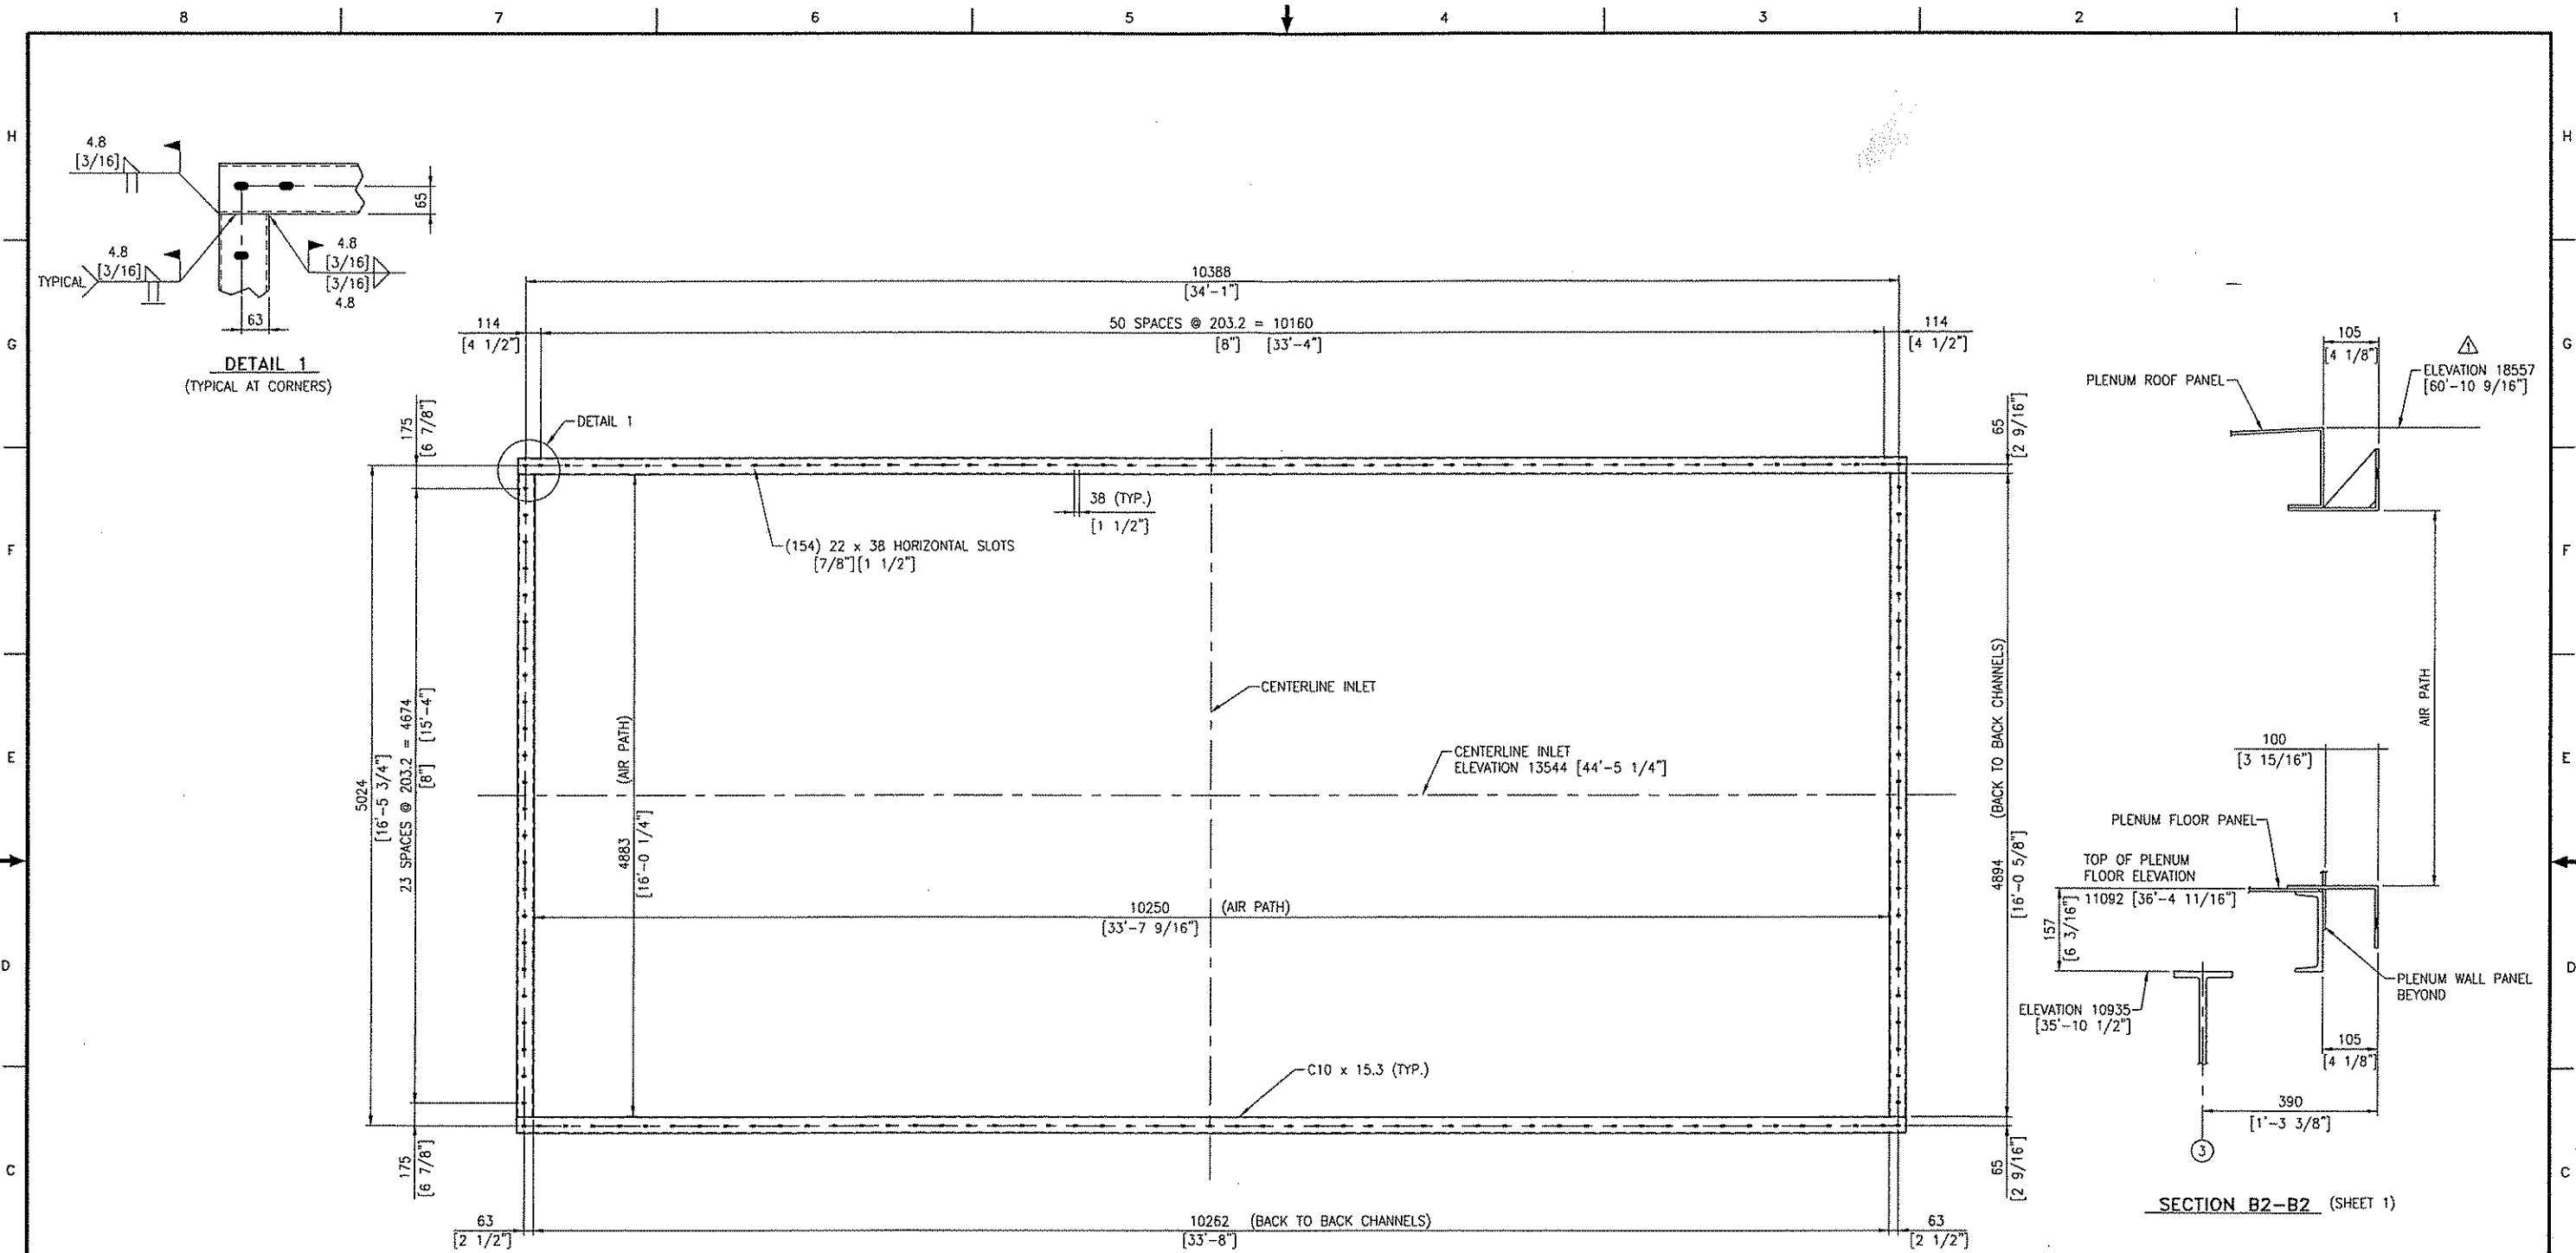 8 7 6 5 4 3 2 1
H
G
F
E
D
C
H
G
F
E
D
C
4.8
[3/16]
4.8
[3/16]
TYPICAL
4.8
[3/16]
[3/16]
4.8
65
63
DETAIL 1
(TYPICAL AT CORNERS)
10388
[34'-1"]
114
[4 1/2"]
50 SPACES @ 203.2 = 10160
[8"] [33'-4"]
114
[4 1/2"]
175
[6 7/8"]
DETAIL 1
65
[2 9/16"]
38 (TYP.)
[1 1/2"]
(154) 22 x 38 HORIZONTAL SLOTS
[7/8"][1 1/2"]
CENTERLINE INLET
CENTERLINE INLET
ELEVATION 13544 [44'-5 1/4"]
5024
[16'-5 3/4"]
23 SPACES @ 203.2 = 4674
[8"] [15'-4"]
4883 (AIR PATH)
[16'-0 1/4"]
10250 (AIR PATH)
[33'-7 9/16"]
4894 (BACK TO BACK CHANNELS)
[16'-0 5/8"]
C10 x 15.3 (TYP.)
175
[6 7/8"]
65
[2 9/16"]
63
[2 1/2"]
10262 (BACK TO BACK CHANNELS)
[33'-8"]
63
[2 1/2"]
105
[4 1/8"]
1
ELEVATION 18557
[60'-10 9/16"]
PLENUM ROOF PANEL
AIR PATH
100
[3 15/16"]
PLENUM FLOOR PANEL
TOP OF PLENUM
FLOOR ELEVATION
11092 [36'-4 11/16"]
157
[6 3/16"]
PLENUM WALL PANEL
BEYOND
ELEVATION 10935
[35'-10 1/2"]
105
[4 1/8"]
390
[1'-3 3/8"]
3
SECTION B2-B2 (SHEET 1)